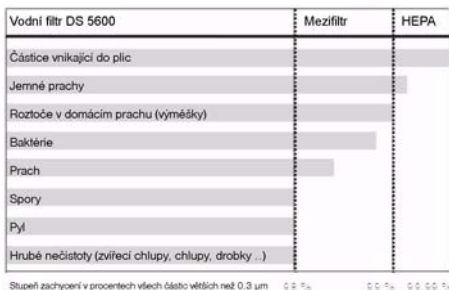 Vodní filtr DS 5600 Mezifiltr HEPA
Částice vnikající do plic
Jemné prachy
Roztoče v domácím prachu (výměšky)
Baktérie
Prach
Spory
Pyl
Hrubé nečistoty (zvířecí chlupy, chlupy, drobky ..)
Stupeň zachycení v procentech všech částic větších než 0.3 µm